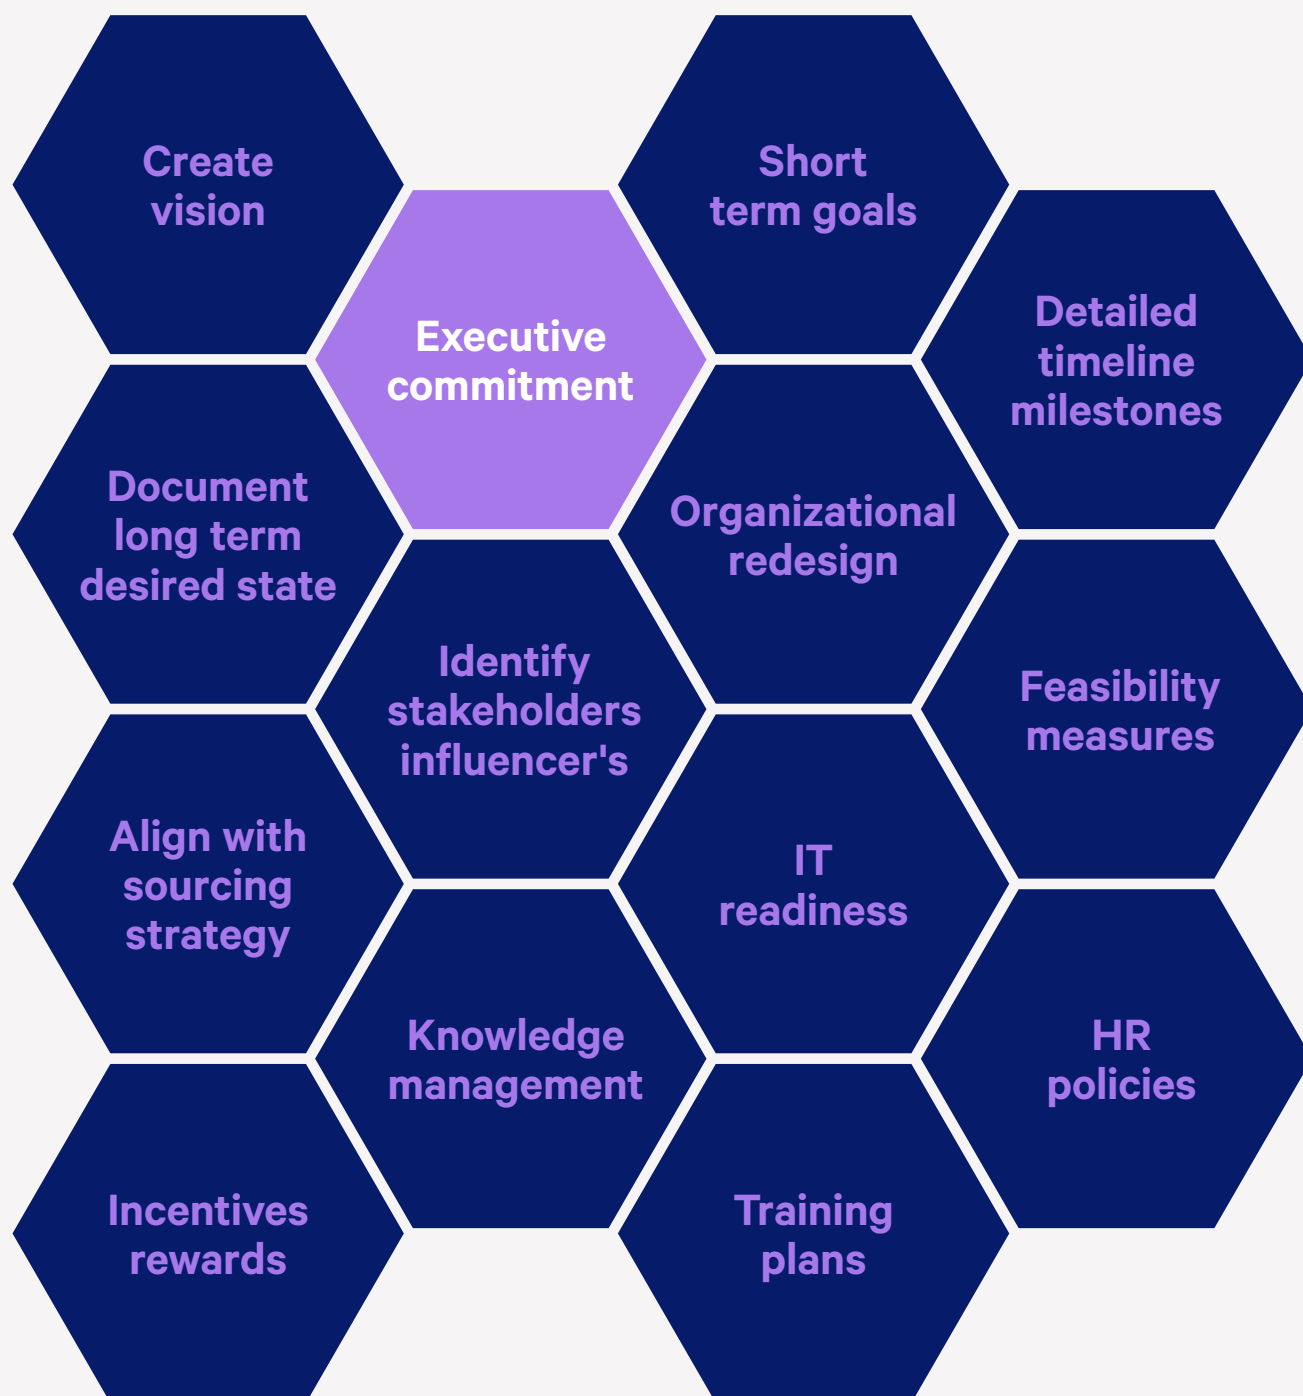 Create
vision
Short
term goals
Executive
commitment
Detailed
timeline
milestones
Document
long term
desired state
Organizational
redesign
Identify
stakeholders
influencer's
Feasibility
measures
Align with
sourcing
strategy
IT
readiness
Knowledge
management
HR
policies
Incentives
rewards
Training
plans